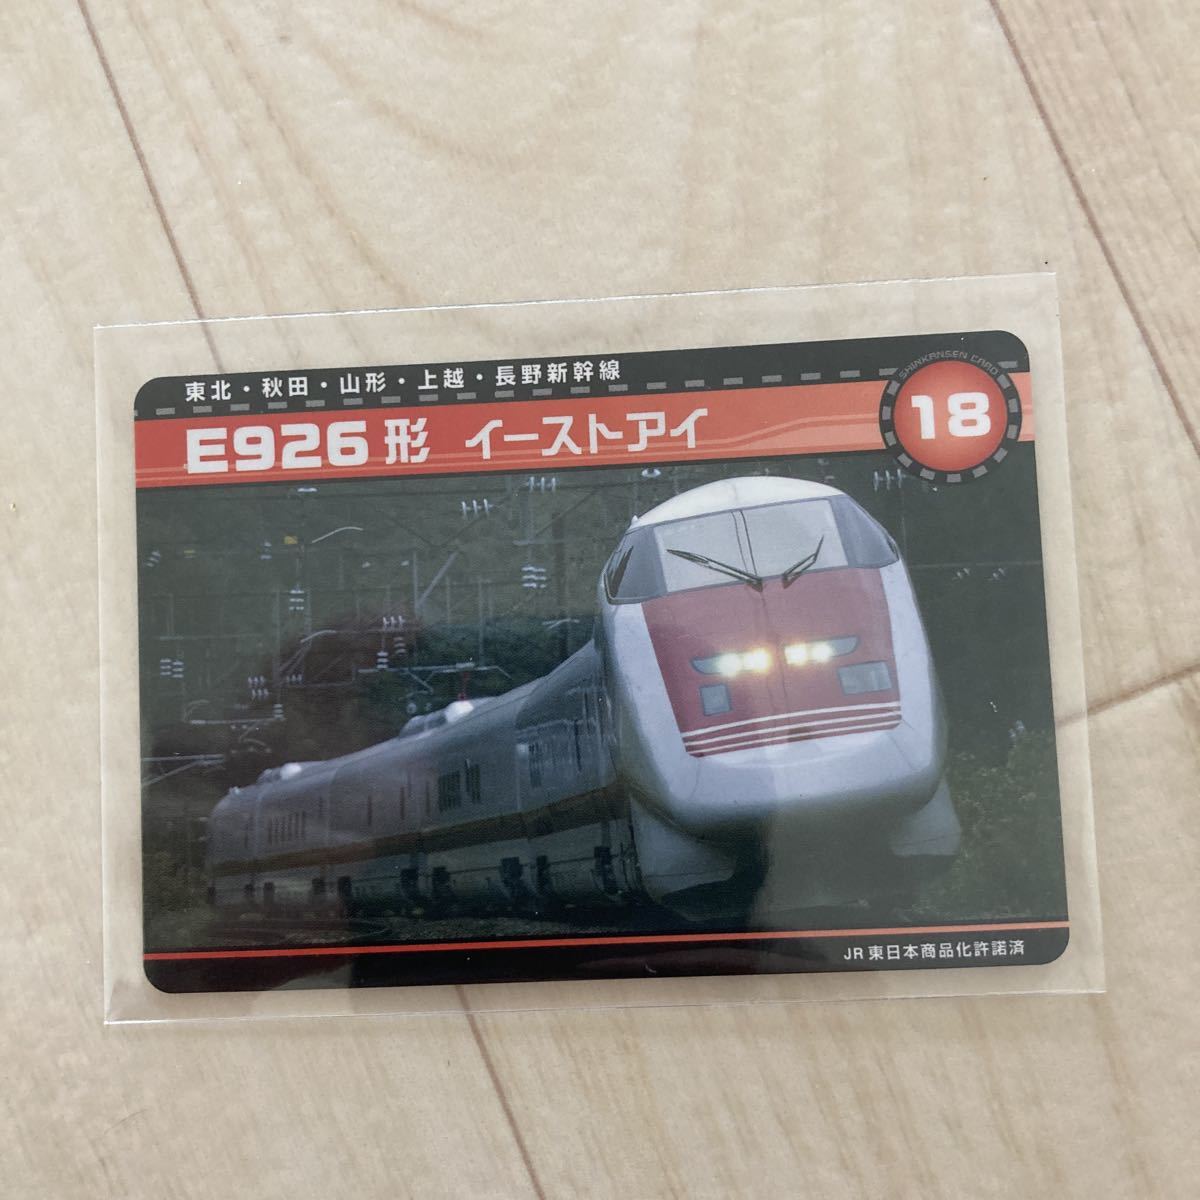 東北・秋田・山形・上越・長野新幹線
E926形 イーストアイ
SHINKANSEN CARD
18
JR東日本商品化許諾済